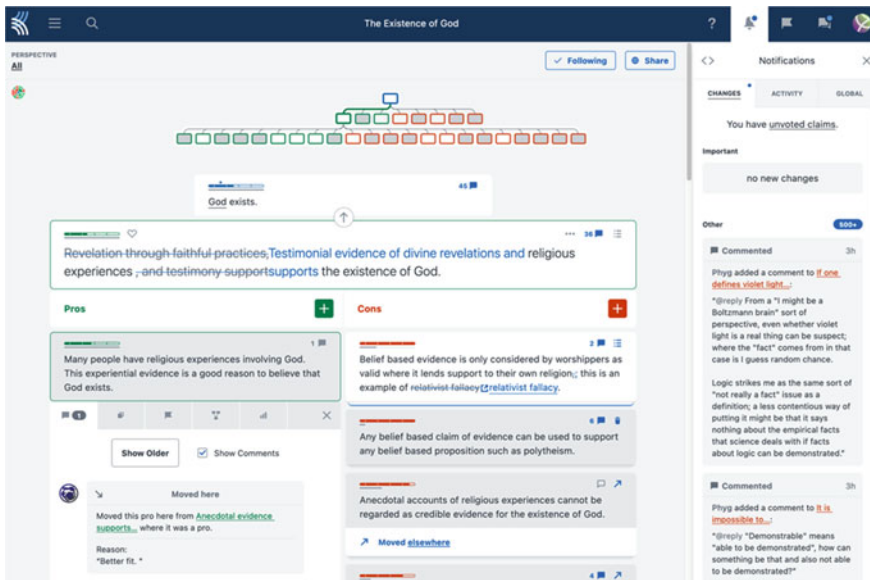 The Existence of God
?
PERSPECTIVE
All
Following
Share
45
God exists.
36
Revelation through faithful practices,Testimonial evidence of divine revelations and religious
experiences , and testimony supportsupports the existence of God.
Pros
Cons
1
Many people have religious experiences involving God.
This experiential evidence is a good reason to believe that
God exists.
1
Show Older
Show Comments
Moved here
Moved this pro here from Anecdotal evidence
supports... where it was a pro.
Reason:
"Better fit. "
2
Belief based evidence is only considered by worshippers as
valid where it lends support to their own religion,; this is an
example of relativist fallacyrelativist fallacy.
6
Any belief based claim of evidence can be used to support
any belief based proposition such as polytheism.
Anecdotal accounts of religious experiences cannot be
regarded as credible evidence for the existence of God.
Moved elsewhere
4
Notifications
CHANGES
ACTIVITY
GLOBAL
You have unvoted claims.
Important
no new changes
Other
500+
Commented
3h
Phyg added a comment to If one
defines violet light...:
"@reply From a "I might be a
Boltzmann brain" sort of
perspective, even whether violet
light is a real thing can be suspect;
where the "fact" comes from in that
case is I guess random chance.
Logic strikes me as the same sort of
"not really a fact" issue as a
definition; a less contentious way of
putting it might be that it says
nothing about the empirical facts
that science deals with if facts
about logic can be demonstrated."
Commented
3h
Phyg added a comment to It is
impossible to...:
"@reply "Demonstrable" means
"able to be demonstrated", how can
something be that and also not able
to be demonstrated?"